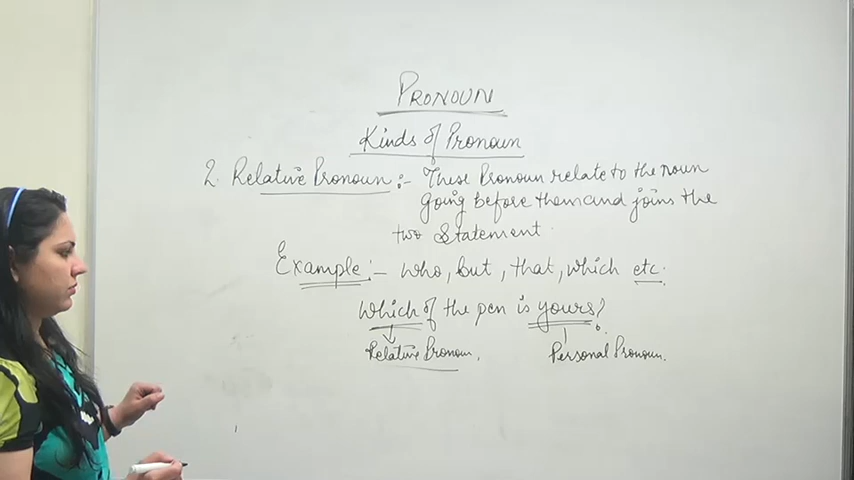 PRONOUN
Kinds of Pronoun
2. Relative Pronoun :- These Pronoun relate to the noun
going before them and joins the
two Statement.
Example :- who, but, that, which etc.
Which of the pen is yours?
Relative Pronoun. Personal Pronoun.